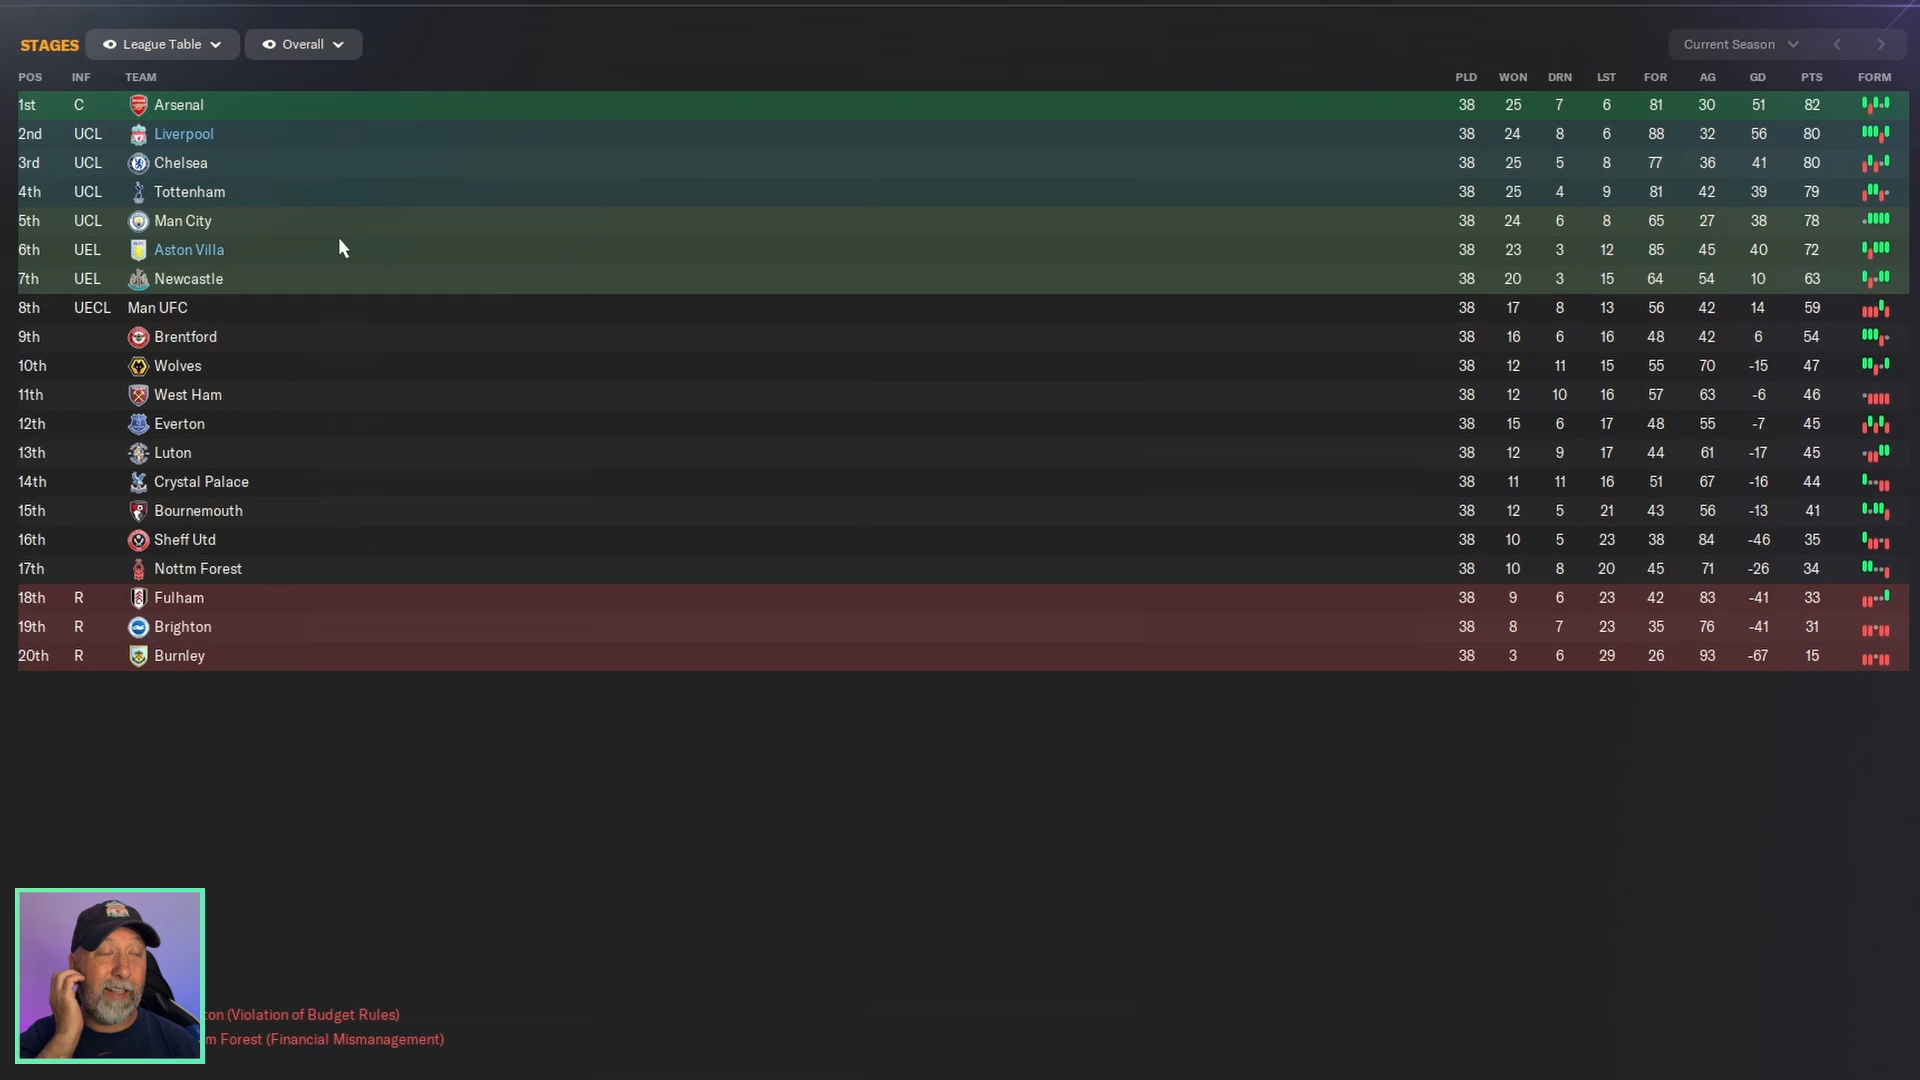 STAGES League Table Overall Current Season
POS INF TEAM PLD WON DRN LST FOR AG GD PTS FORM
1st C Arsenal 38 25 7 6 81 30 51 82
2nd UCL Liverpool 38 24 8 6 88 32 56 80
3rd UCL Chelsea 38 25 5 8 77 36 41 80
4th UCL Tottenham 38 25 4 9 81 42 39 79
5th UCL Man City 38 24 6 8 65 27 38 78
6th UEL Aston Villa 38 23 3 12 85 45 40 72
7th UEL Newcastle 38 20 3 15 64 54 10 63
8th UECL Man UFC 38 17 8 13 56 42 14 59
9th Brentford 38 16 6 16 48 42 6 54
10th Wolves 38 12 11 15 55 70 -15 47
11th West Ham 38 12 10 16 57 63 -6 46
12th Everton 38 15 6 17 48 55 -7 45
13th Luton 38 12 9 17 44 61 -17 45
14th Crystal Palace 38 11 11 16 51 67 -16 44
15th Bournemouth 38 12 5 21 43 56 -13 41
16th Sheff Utd 38 10 5 23 38 84 -46 35
17th Nottm Forest 38 10 8 20 45 71 -26 34
18th R Fulham 38 9 6 23 42 83 -41 33
19th R Brighton 38 8 7 23 35 76 -41 31
20th R Burnley 38 3 6 29 26 93 -67 15
ton (Violation of Budget Rules)
m Forest (Financial Mismanagement)